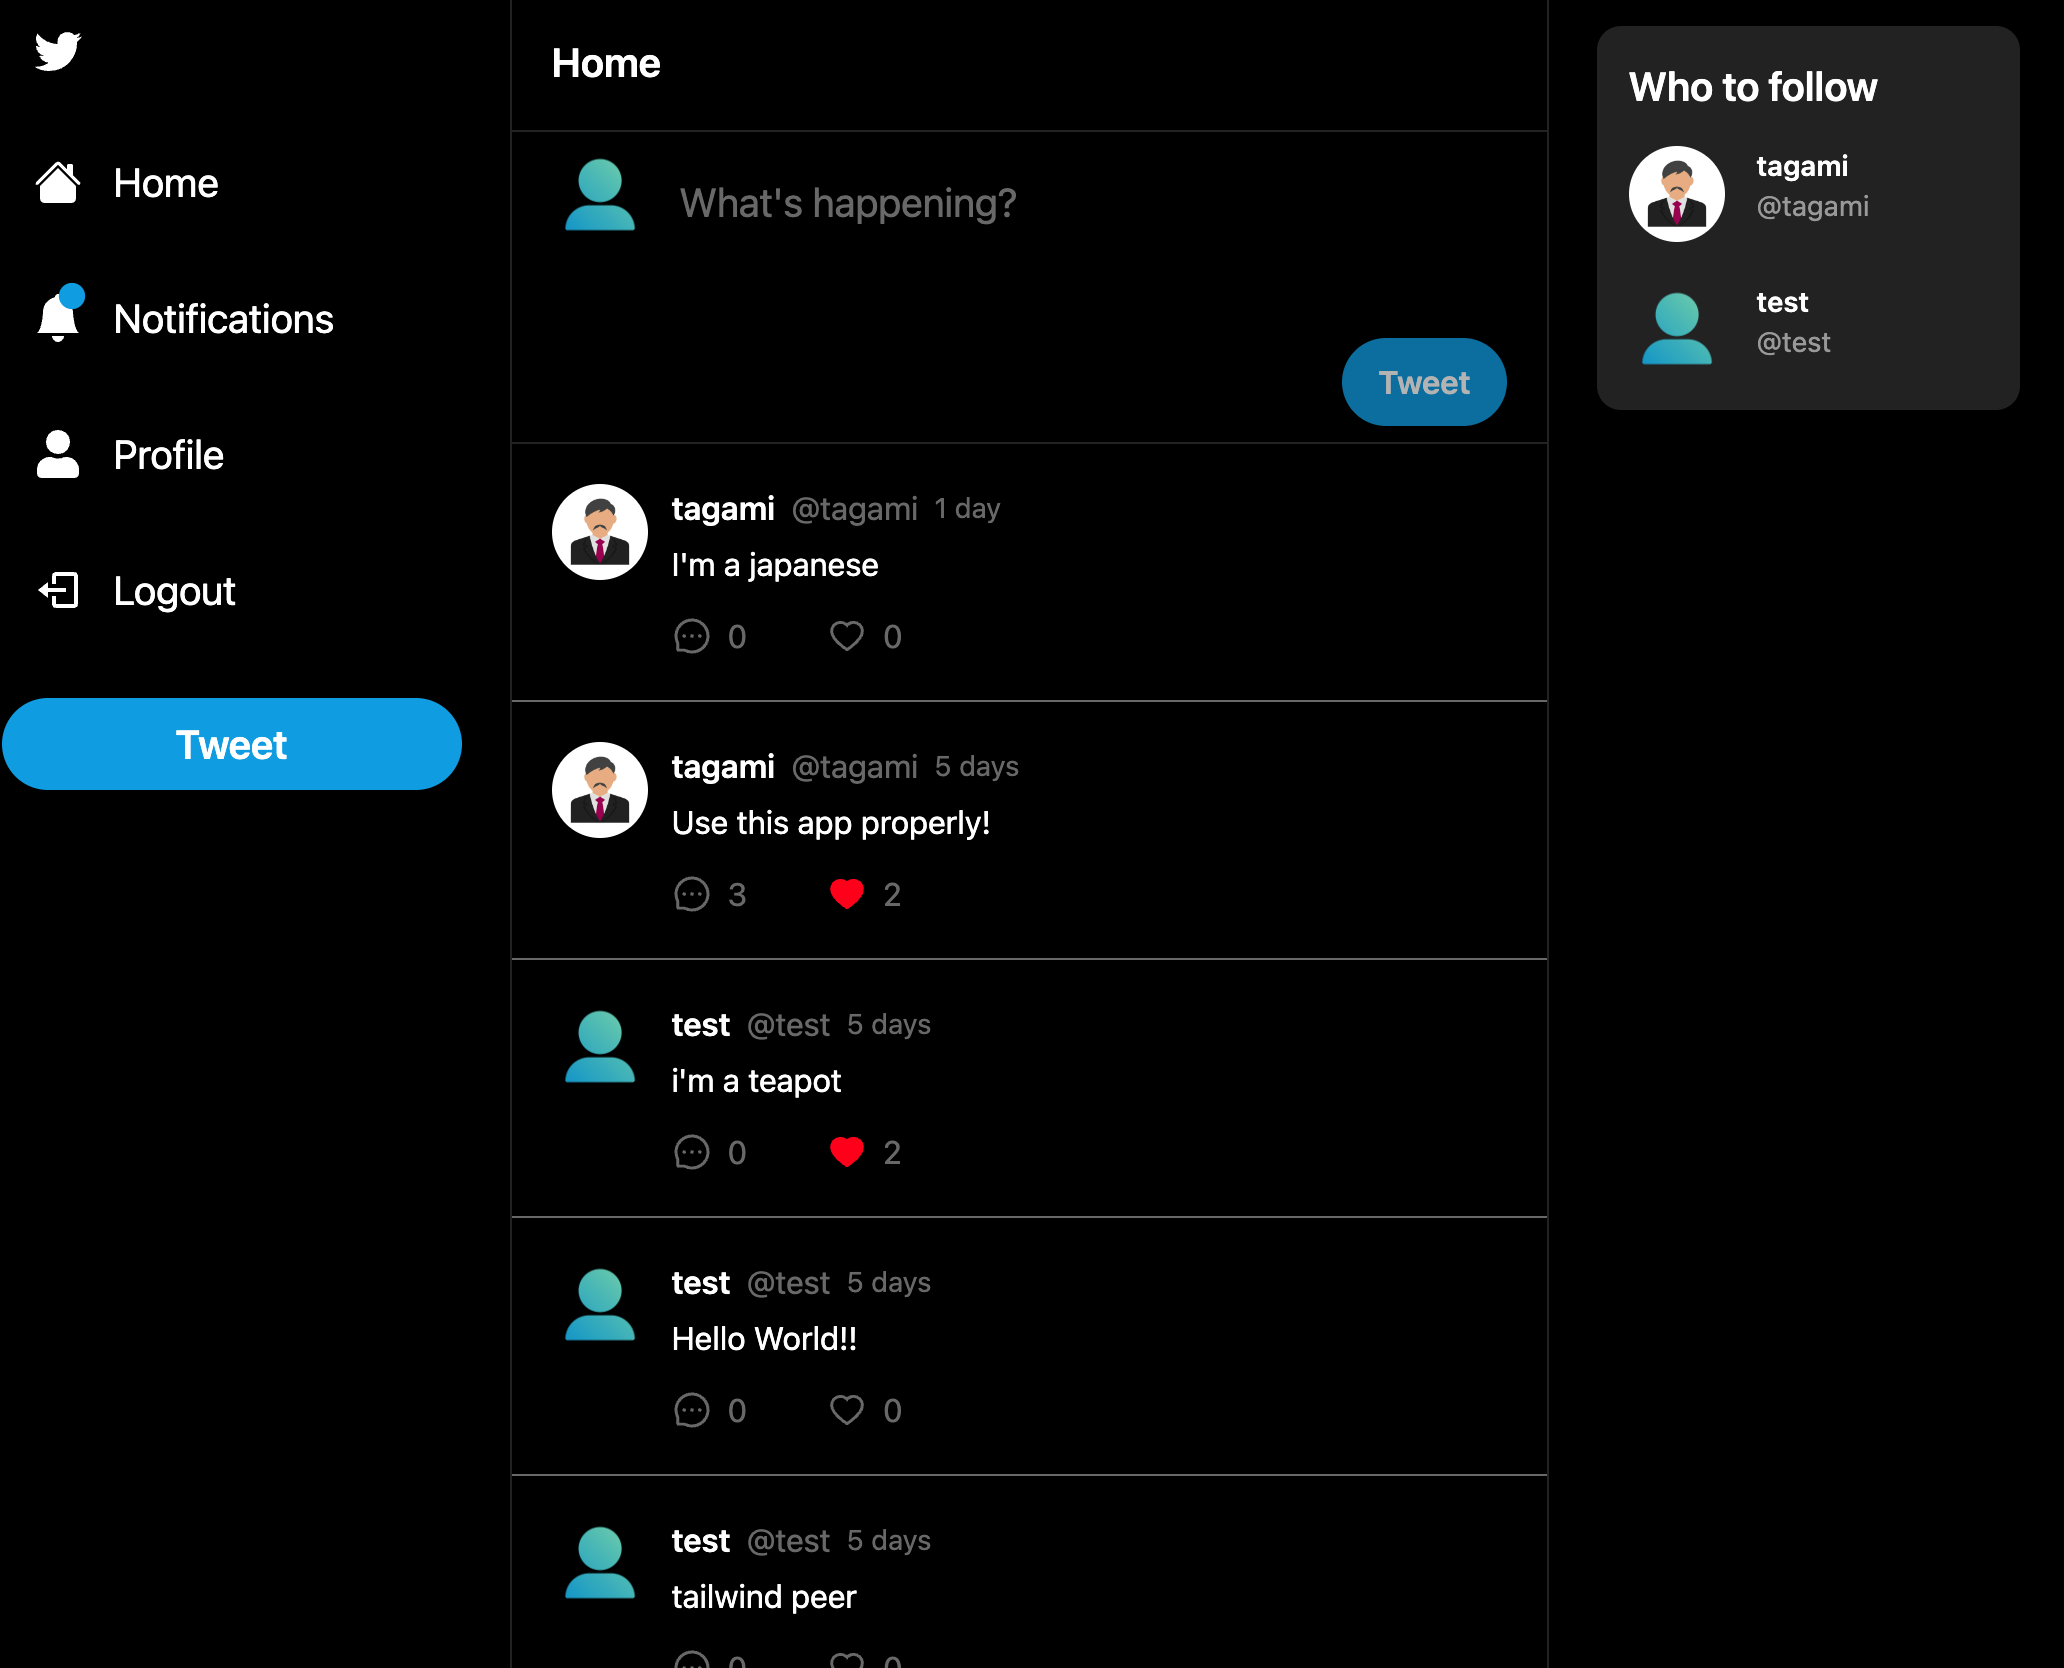 Home
Notifications
Profile
Logout
Tweet
Home
What's happening?
Tweet
tagami @tagami 1 day
I'm a japanese
0 0
tagami @tagami 5 days
Use this app properly!
3 2
test @test 5 days
i'm a teapot
0 2
test @test 5 days
Hello World!!
0 0
test @test 5 days
tailwind peer
0 0
Who to follow
tagami
@tagami
test
@test